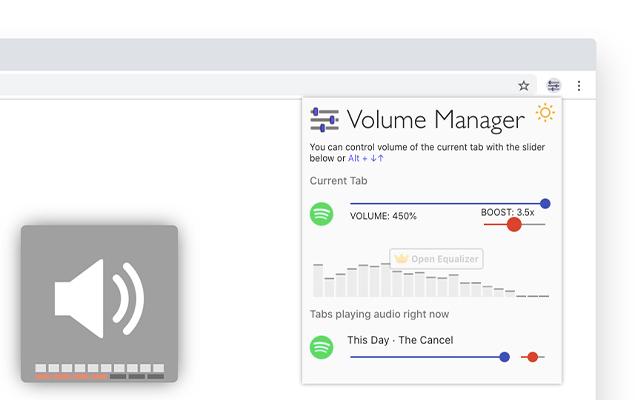 Volume Manager
You can control volume of the current tab with the slider
below or Alt + ↓↑
Current Tab
VOLUME: 450%
BOOST: 3.5x
Open Equalizer
Tabs playing audio right now
This Day · The Cancel